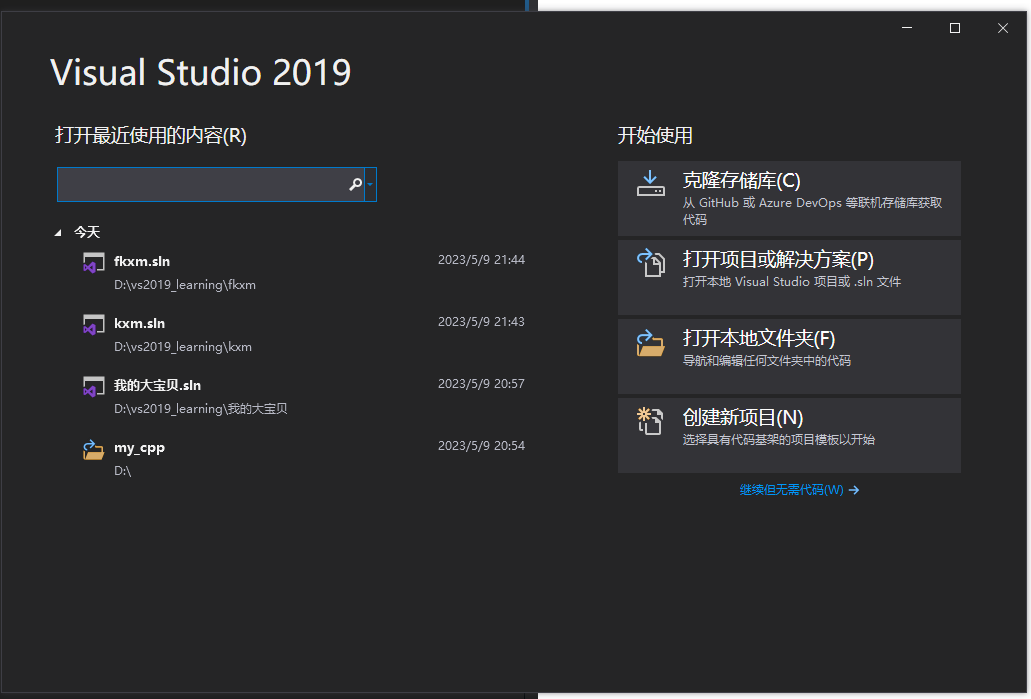 Visual Studio 2019
打开最近使用的内容(R)
今天
fkxm.sln
2023/5/9 21:44
D:\vs2019_learning\fkxm
kxm.sln
2023/5/9 21:43
D:\vs2019_learning\kxm
我的大宝贝.sln
2023/5/9 20:57
D:\vs2019_learning\我的大宝贝
my_cpp
2023/5/9 20:54
D:\
开始使用
克隆存储库(C)
从 GitHub 或 Azure DevOps 等联机存储库获取
代码
打开项目或解决方案(P)
打开本地 Visual Studio 项目或 .sln 文件
打开本地文件夹(F)
导航和编辑任何文件夹中的代码
创建新项目(N)
选择具有代码基架的项目模板以开始
继续但无需代码(W) →